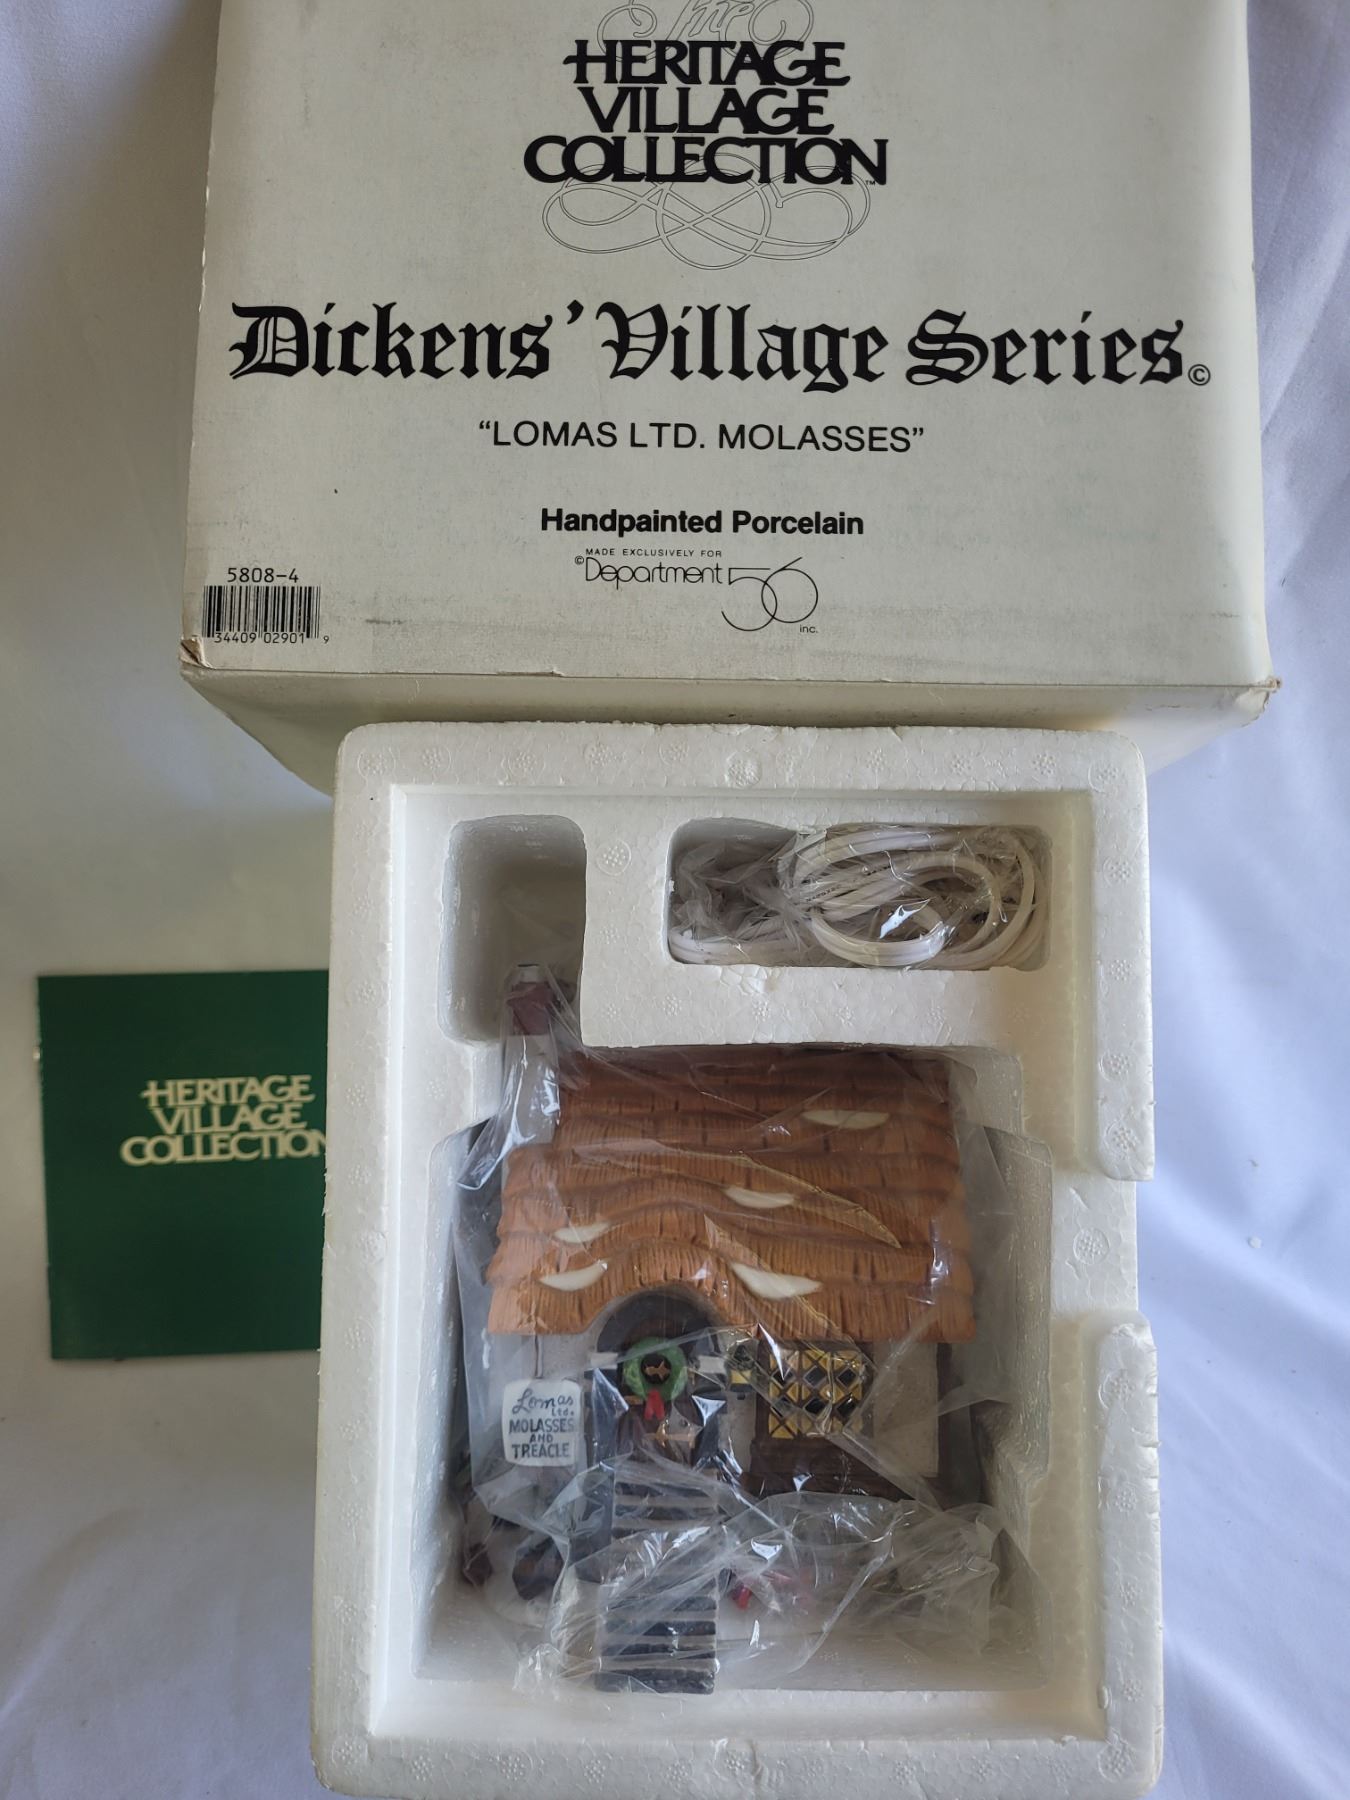 The
HERITAGE
VILLAGE
COLLECTION™
Dickens' Village Series©
“LOMAS LTD. MOLASSES”
Handpainted Porcelain
MADE EXCLUSIVELY FOR
©Department 56
inc.
5808-4
34409 02901 9
HERITAGE
VILLAGE
COLLECTION
Lomas
Ltd.
MOLASSES
AND
TREACLE